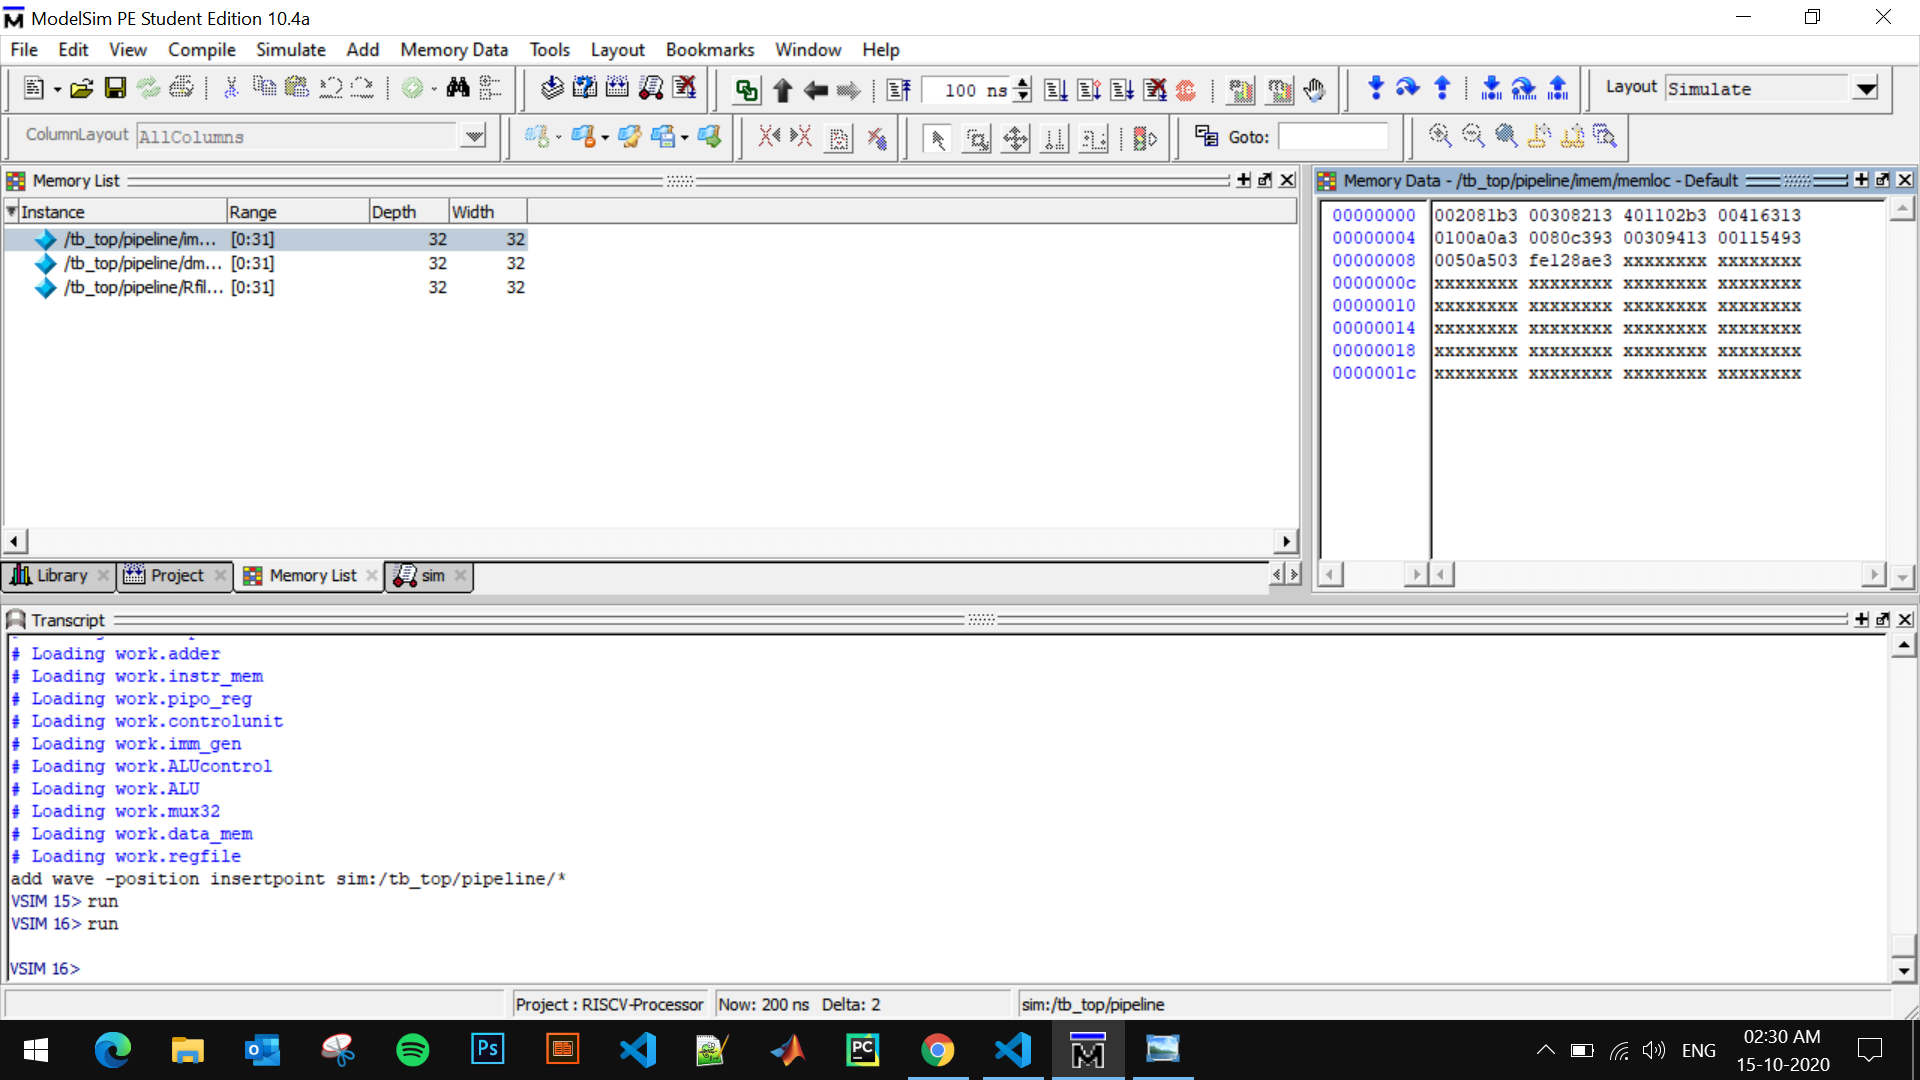 ModelSim PE Student Edition 10.4a
File Edit View Compile Simulate Add Memory Data Tools Layout Bookmarks Window Help
100 ns
Layout Simulate
ColumnLayout AllColumns
Goto:
Memory List
Instance Range Depth Width
/tb_top/pipeline/im... [0:31] 32 32
/tb_top/pipeline/dm... [0:31] 32 32
/tb_top/pipeline/Rfil... [0:31] 32 32
Memory Data - /tb_top/pipeline/imem/memloc - Default
00000000 002081b3 00308213 401102b3 00416313
00000004 0100a0a3 0080c393 00309413 00115493
00000008 0050a503 fe128ae3 xxxxxxxx xxxxxxxx
0000000c xxxxxxxx xxxxxxxx xxxxxxxx xxxxxxxx
00000010 xxxxxxxx xxxxxxxx xxxxxxxx xxxxxxxx
00000014 xxxxxxxx xxxxxxxx xxxxxxxx xxxxxxxx
00000018 xxxxxxxx xxxxxxxx xxxxxxxx xxxxxxxx
0000001c xxxxxxxx xxxxxxxx xxxxxxxx xxxxxxxx
Library Project Memory List sim
Transcript
# Loading work.adder
# Loading work.instr_mem
# Loading work.pipo_reg
# Loading work.controlunit
# Loading work.imm_gen
# Loading work.ALUcontrol
# Loading work.ALU
# Loading work.mux32
# Loading work.data_mem
# Loading work.regfile
add wave -position insertpoint sim:/tb_top/pipeline/*
VSIM 15> run
VSIM 16> run
VSIM 16>
Project : RISCV-Processor Now: 200 ns Delta: 2 sim:/tb_top/pipeline
Ps
PC
M
ENG
02:30 AM
15-10-2020